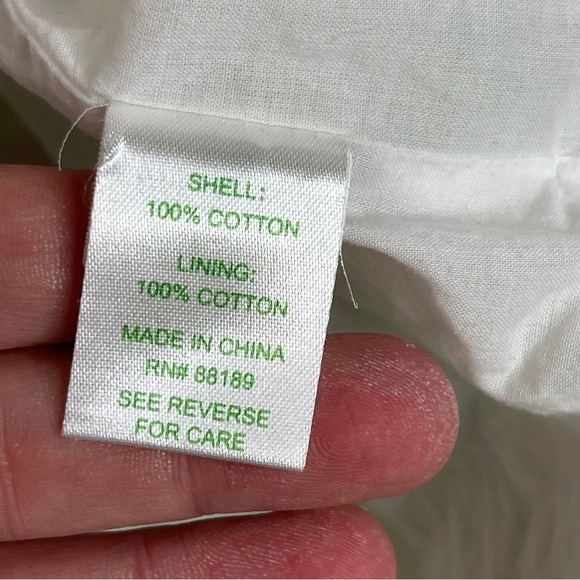 SHELL:
100% COTTON
LINING:
100% COTTON
MADE IN CHINA
RN# 88189
SEE REVERSE
FOR CARE